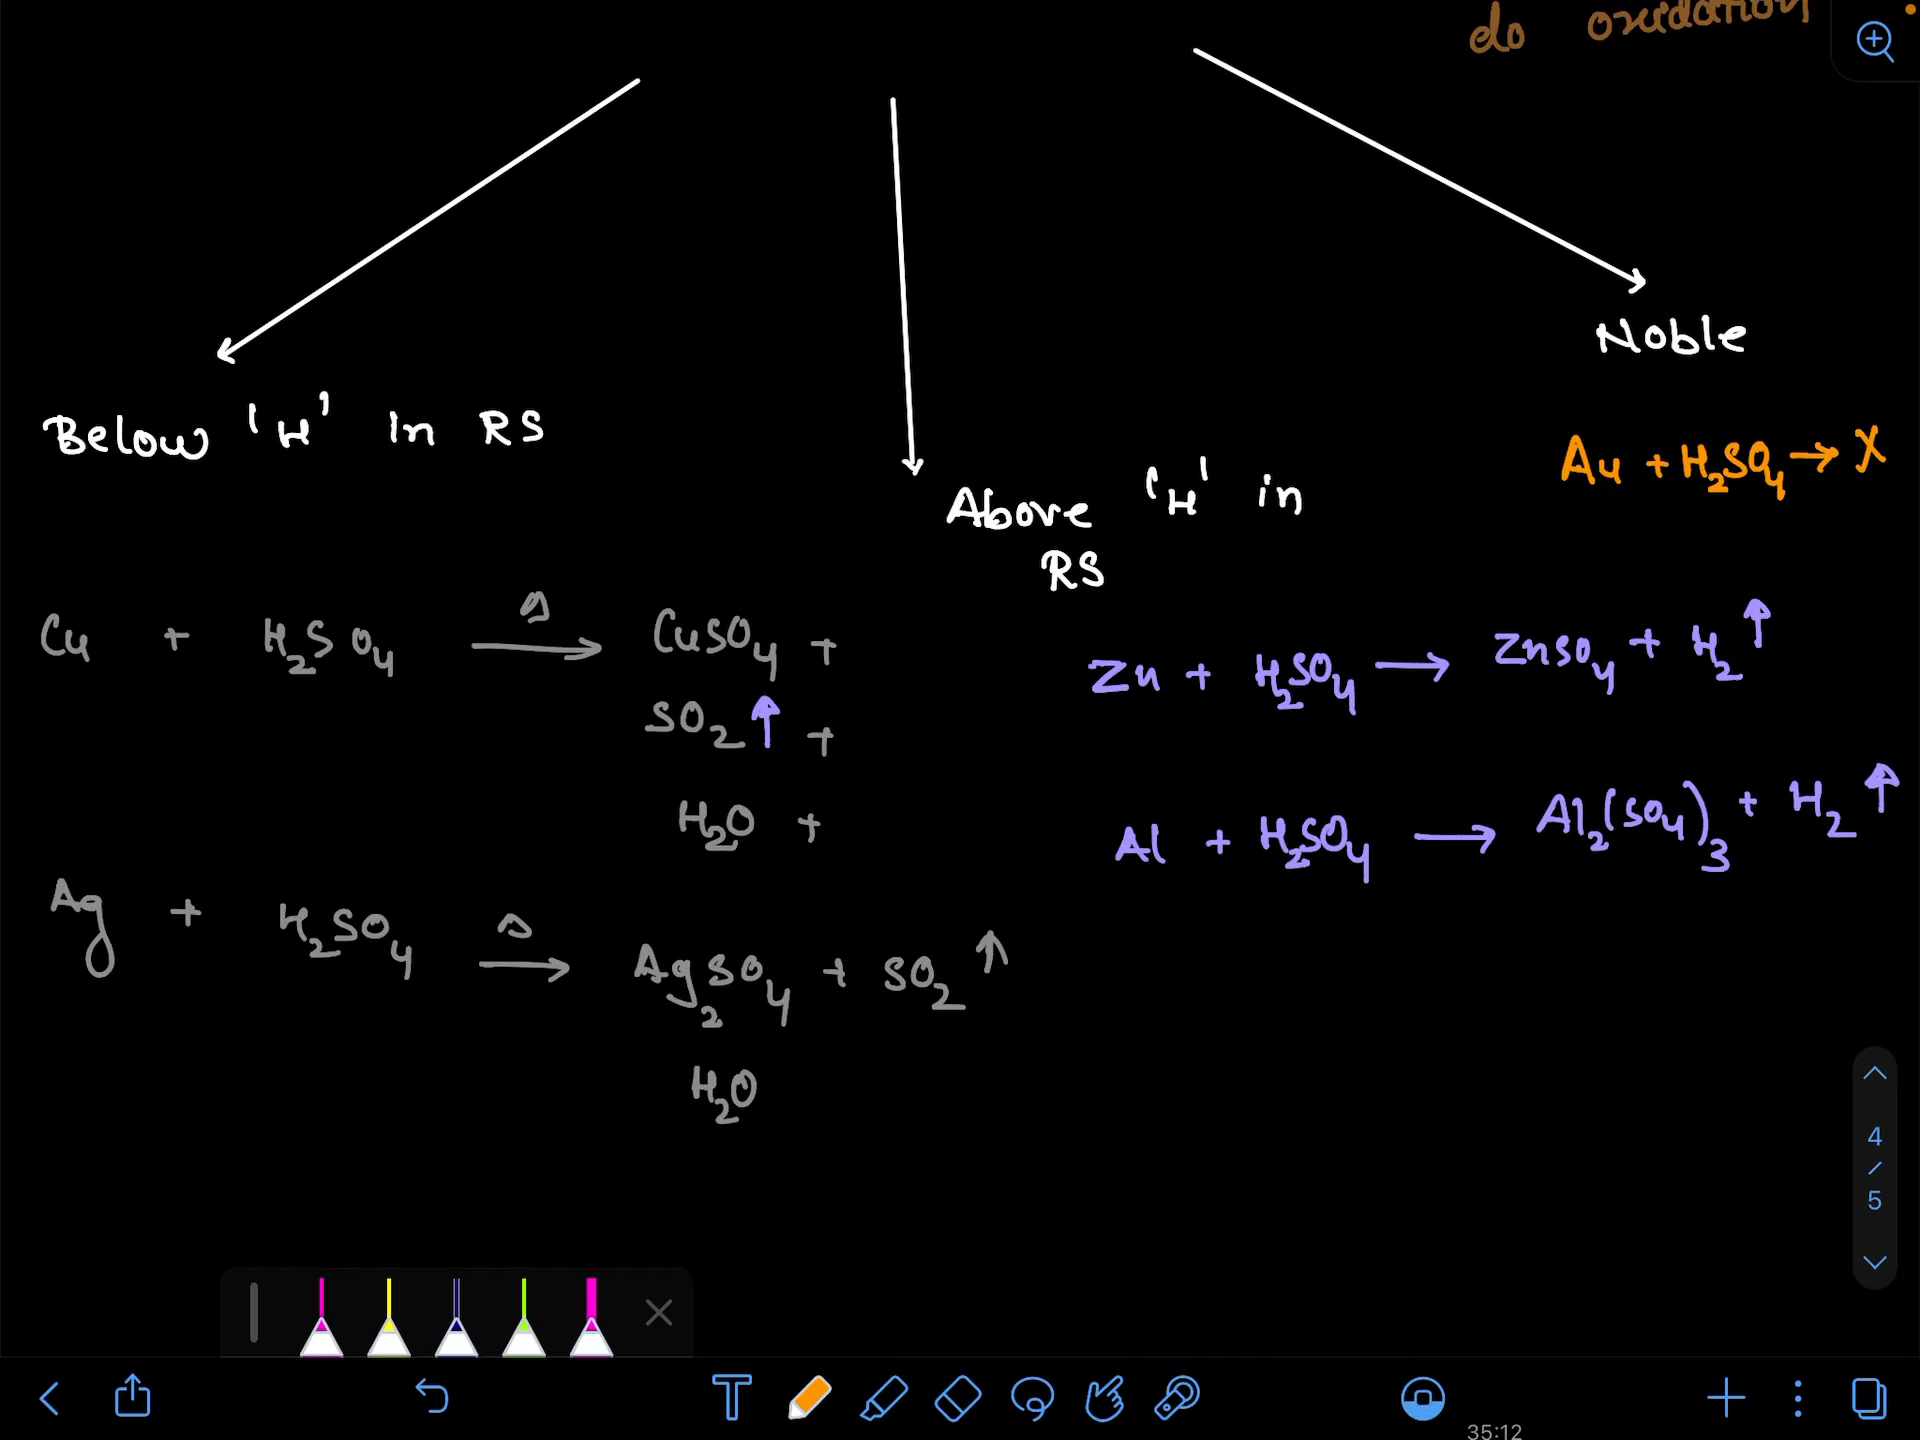 do oxidation
Noble
Below 'H' In RS
Au + H₂SO₄ → X
Above 'H' in
RS
Cu + H₂SO₄ →(Δ) CuSO₄ +
SO₂↑ +
H₂O +
Zn + H₂SO₄ → ZnSO₄ + H₂↑
Al + H₂SO₄ → Al₂(SO₄)₃ + H₂↑
Ag + H₂SO₄ →(Δ) Ag₂SO₄ + SO₂↑
H₂O
4
/
5
35:12